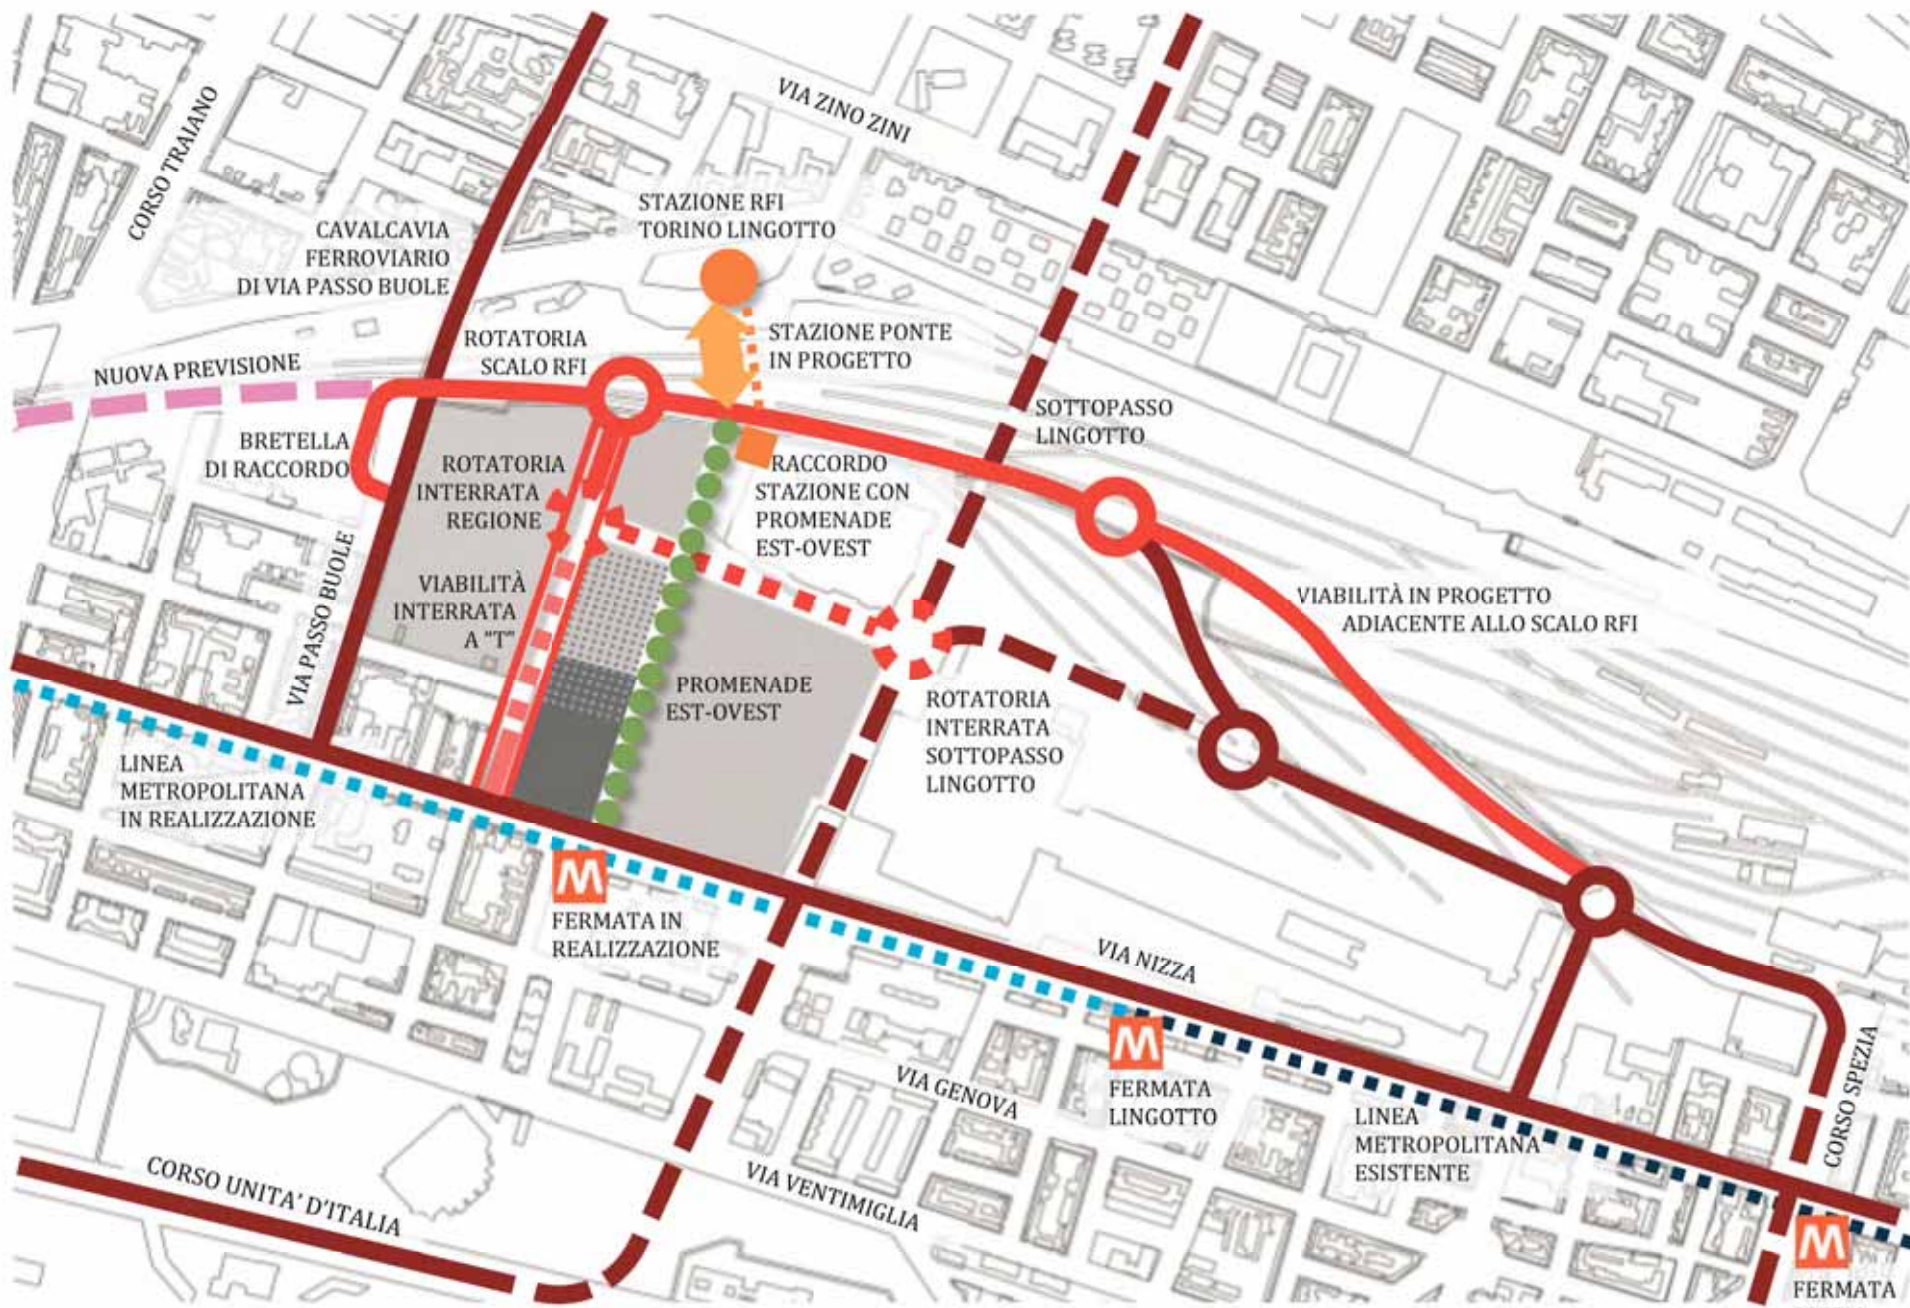 VIA ZINO ZINI
CORSO TRAIANO
STAZIONE RFI
TORINO LINGOTTO
CAVALCAVIA
FERROVIARIO
DI VIA PASSO BUOLE
ROTATORIA
SCALO RFI
STAZIONE PONTE
IN PROGETTO
NUOVA PREVISIONE
SOTTOPASSO
LINGOTTO
BRETELLA
DI RACCORDO
ROTATORIA
INTERRATA
REGIONE
RACCORDO
STAZIONE CON
PROMENADE
EST-OVEST
VIABILITÀ
INTERRATA
A "T"
VIABILITÀ IN PROGETTO
ADIACENTE ALLO SCALO RFI
VIA PASSO BUOLE
PROMENADE
EST-OVEST
ROTATORIA
INTERRATA
SOTTOPASSO
LINGOTTO
LINEA
METROPOLITANA
IN REALIZZAZIONE
M
FERMATA IN
REALIZZAZIONE
VIA NIZZA
M
FERMATA
LINGOTTO
VIA GENOVA
LINEA
METROPOLITANA
ESISTENTE
CORSO SPEZIA
CORSO UNITA' D'ITALIA
VIA VENTIMIGLIA
M
FERMATA